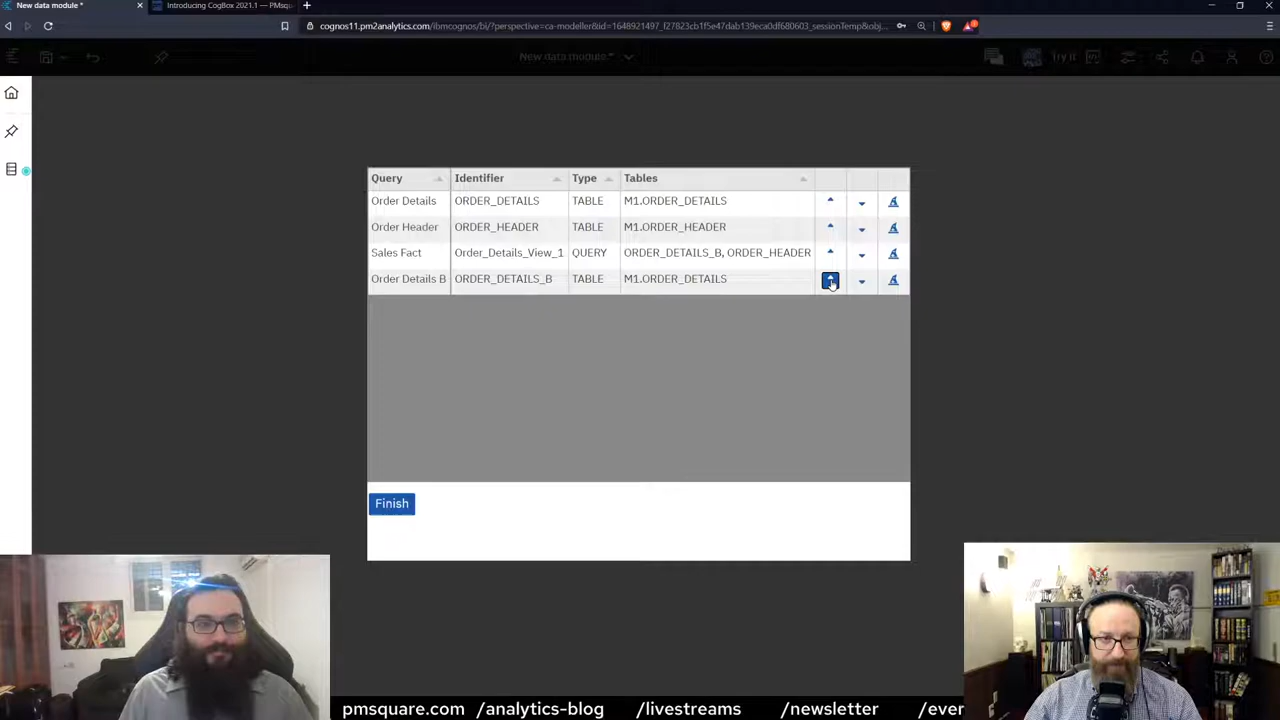 New data module *
Introducing CogBox 2021.1 — PMsqu
cognos11.pm2analytics.com/ibmcognos/bi/?perspective=ca-modeller&id=1648921497_f27823cb1f5e47dab139eca0df680603_sessionTemp&obj...
New data module*
Try it
Query Identifier Type Tables
Order Details ORDER_DETAILS TABLE M1.ORDER_DETAILS
Order Header ORDER_HEADER TABLE M1.ORDER_HEADER
Sales Fact Order_Details_View_1 QUERY ORDER_DETAILS_B, ORDER_HEADER
Order Details B ORDER_DETAILS_B TABLE M1.ORDER_DETAILS
Finish
pmsquare.com /analytics-blog /livestreams /newsletter /ever